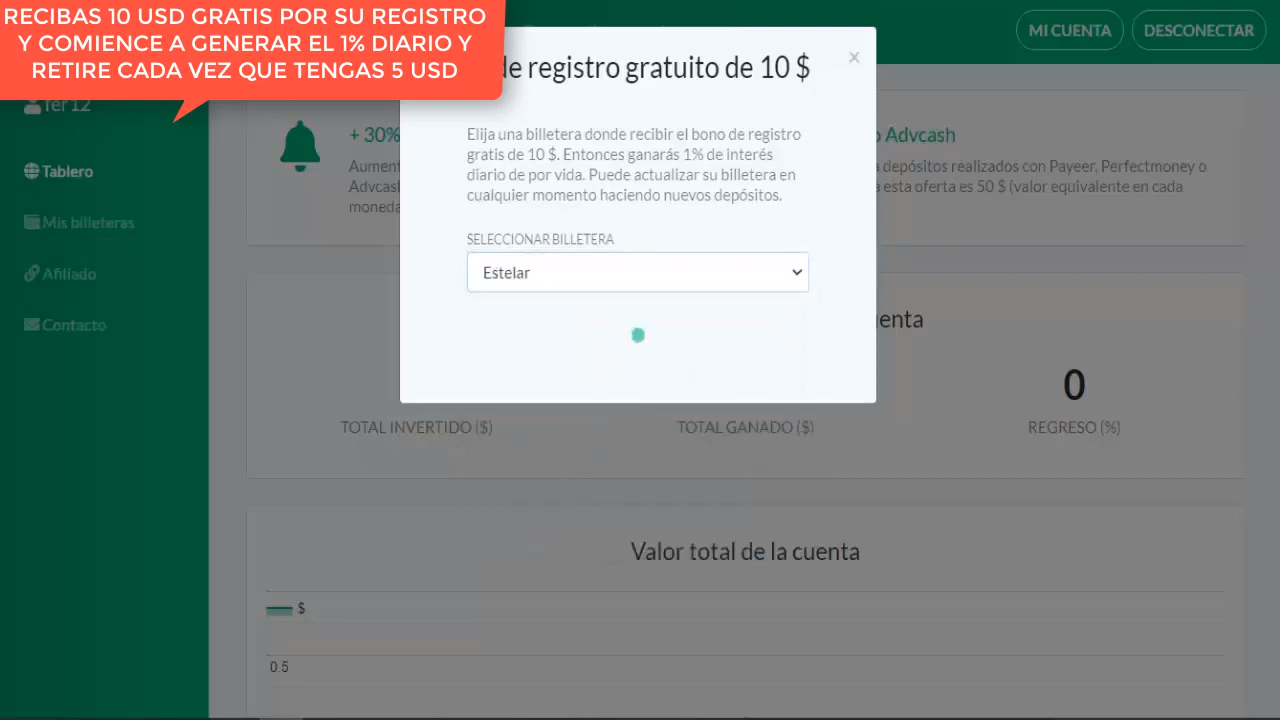 RECIBAS 10 USD GRATIS POR SU REGISTRO
Y COMIENCE A GENERAR EL 1% DIARIO Y
RETIRE CADA VEZ QUE TENGAS 5 USD
MI CUENTA
DESCONECTAR
de registro gratuito de 10 $
×
fer12
Tablero
Mis billeteras
Afiliado
Contacto
+ 30%
Advcash
Aument
depósitos realizados con Payeer, Perfectmoney o
Advcash
esta oferta es 50 $ (valor equivalente en cada
moneda
Elija una billetera donde recibir el bono de registro
gratis de 10 $. Entonces ganarás 1% de interés
diario de por vida. Puede actualizar su billetera en
cualquier momento haciendo nuevos depósitos.
SELECCIONAR BILLETERA
Estelar
enta
0
TOTAL INVERTIDO ($)
TOTAL GANADO ($)
REGRESO (%)
Valor total de la cuenta
$
0.5